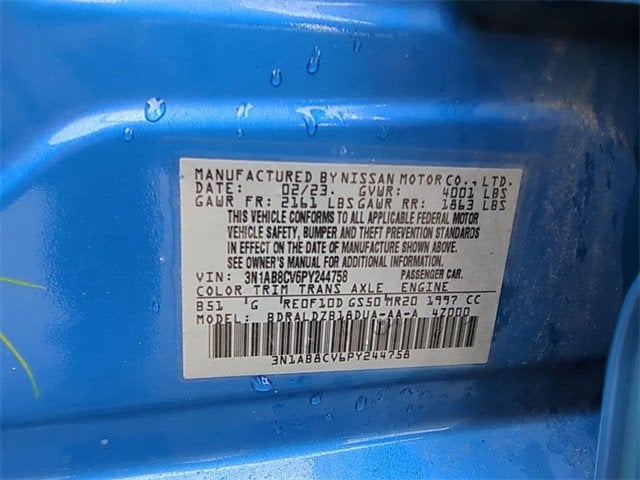 MANUFACTURED BY NISSAN MOTOR CO., LTD.
DATE: 02/23. GVWR: 4001 LBS
GAWR FR: 2161 LBS GAWR RR: 1863 LBS
THIS VEHICLE CONFORMS TO ALL APPLICABLE FEDERAL MOTOR
VEHICLE SAFETY, BUMPER AND THEFT PREVENTION STANDARDS
IN EFFECT ON THE DATE OF MANUFACTURE SHOWN ABOVE.
SEE OWNER'S MANUAL FOR ADDITIONAL INFORMATION.
VIN: 3N1AB8CV6PY244758 PASSENGER CAR.
COLOR TRIM TRANS AXLE ENGINE
B51 G RE0F10D GS50 MR20 1997 CC
MODEL: BDRALDZB18DUA-AA-A 4Z000
3N1AB8CV6PY244758